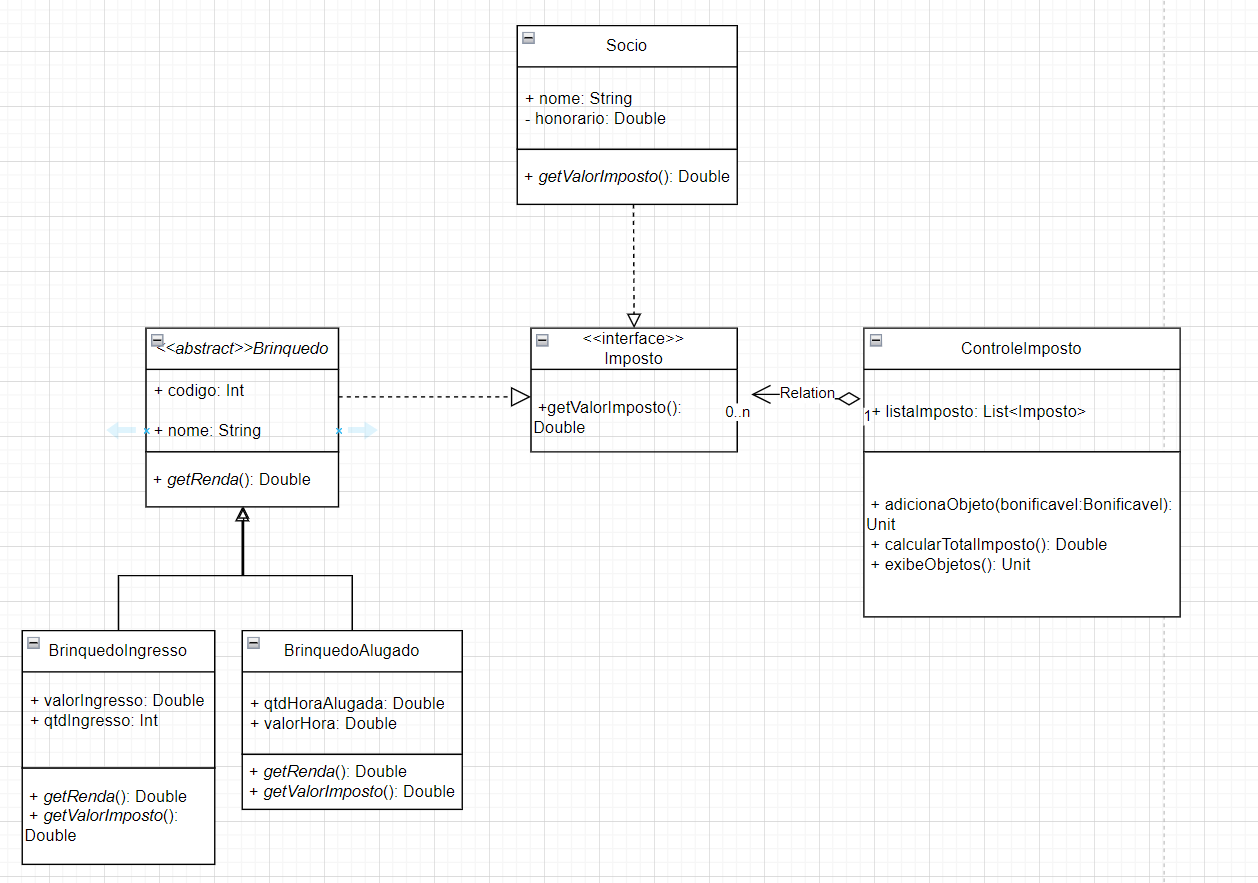 Socio
+ nome: String
- honorario: Double
+ getValorImposto(): Double
<<abstract>>Brinquedo
+ codigo: Int
+ nome: String
+ getRenda(): Double
<<interface>>
Imposto
+getValorImposto():
Double
0..n
Relation
1
ControleImposto
+ listaImposto: List<Imposto>
+ adicionaObjeto(bonificavel:Bonificavel):
Unit
+ calcularTotalImposto(): Double
+ exibeObjetos(): Unit
BrinquedoIngresso
+ valorIngresso: Double
+ qtdIngresso: Int
+ getRenda(): Double
+ getValorImposto():
Double
BrinquedoAlugado
+ qtdHoraAlugada: Double
+ valorHora: Double
+ getRenda(): Double
+ getValorImposto(): Double